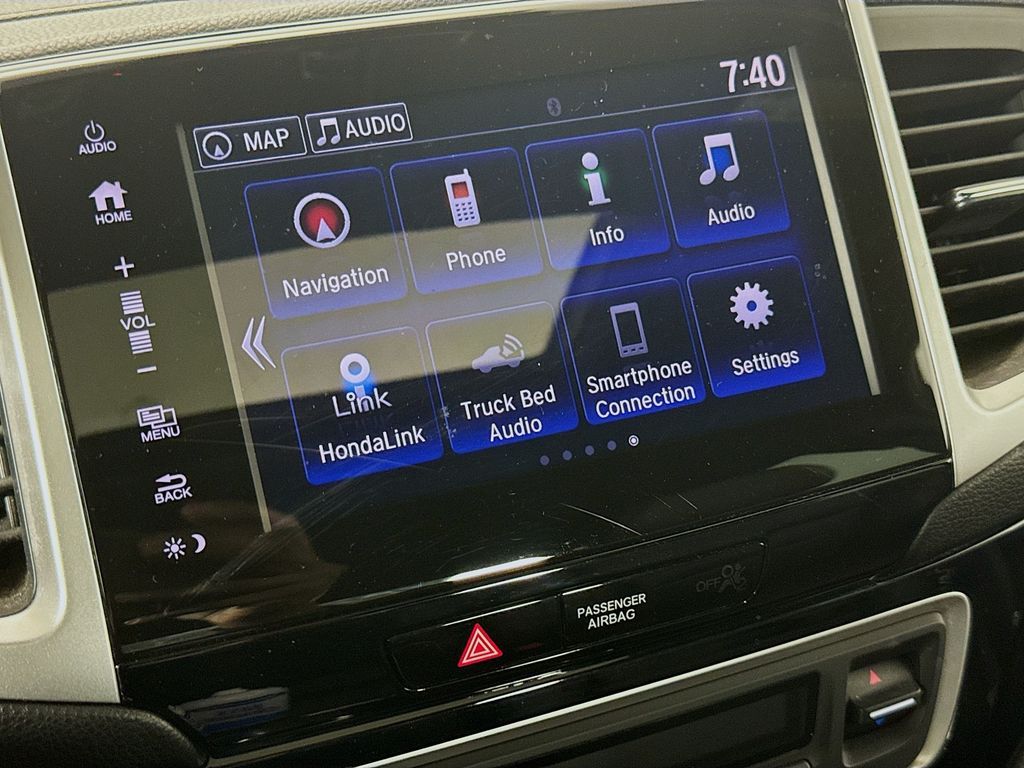 7:40
MAP
AUDIO
AUDIO
HOME
+
VOL
-
MENU
BACK
Navigation
Phone
Info
Audio
Link
HondaLink
Truck Bed
Audio
Smartphone
Connection
Settings
PASSENGER
AIRBAG
OFF